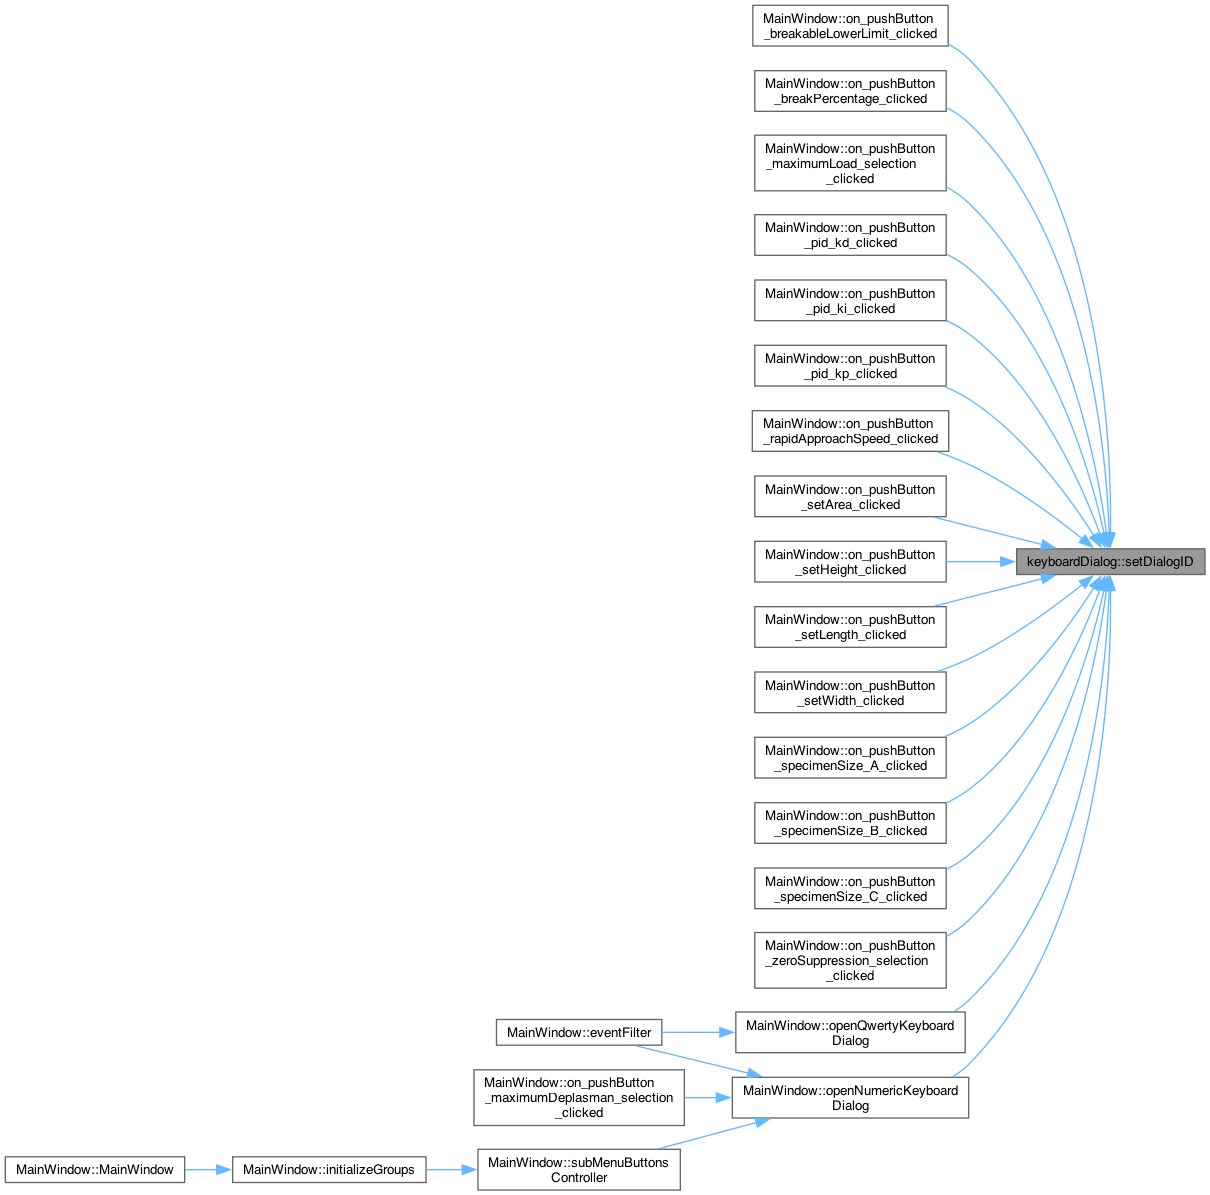 MainWindow::on_pushButton
_breakableLowerLimit_clicked
MainWindow::on_pushButton
_breakPercentage_clicked
MainWindow::on_pushButton
_maximumLoad_selection
_clicked
MainWindow::on_pushButton
_pid_kd_clicked
MainWindow::on_pushButton
_pid_ki_clicked
MainWindow::on_pushButton
_pid_kp_clicked
MainWindow::on_pushButton
_rapidApproachSpeed_clicked
MainWindow::on_pushButton
_setArea_clicked
MainWindow::on_pushButton
_setHeight_clicked
keyboardDialog::setDialogID
MainWindow::on_pushButton
_setLength_clicked
MainWindow::on_pushButton
_setWidth_clicked
MainWindow::on_pushButton
_specimenSize_A_clicked
MainWindow::on_pushButton
_specimenSize_B_clicked
MainWindow::on_pushButton
_specimenSize_C_clicked
MainWindow::on_pushButton
_zeroSuppression_selection
_clicked
MainWindow::eventFilter
MainWindow::openQwertyKeyboard
Dialog
MainWindow::on_pushButton
_maximumDeplasman_selection
_clicked
MainWindow::openNumericKeyboard
Dialog
MainWindow::MainWindow
MainWindow::initializeGroups
MainWindow::subMenuButtons
Controller